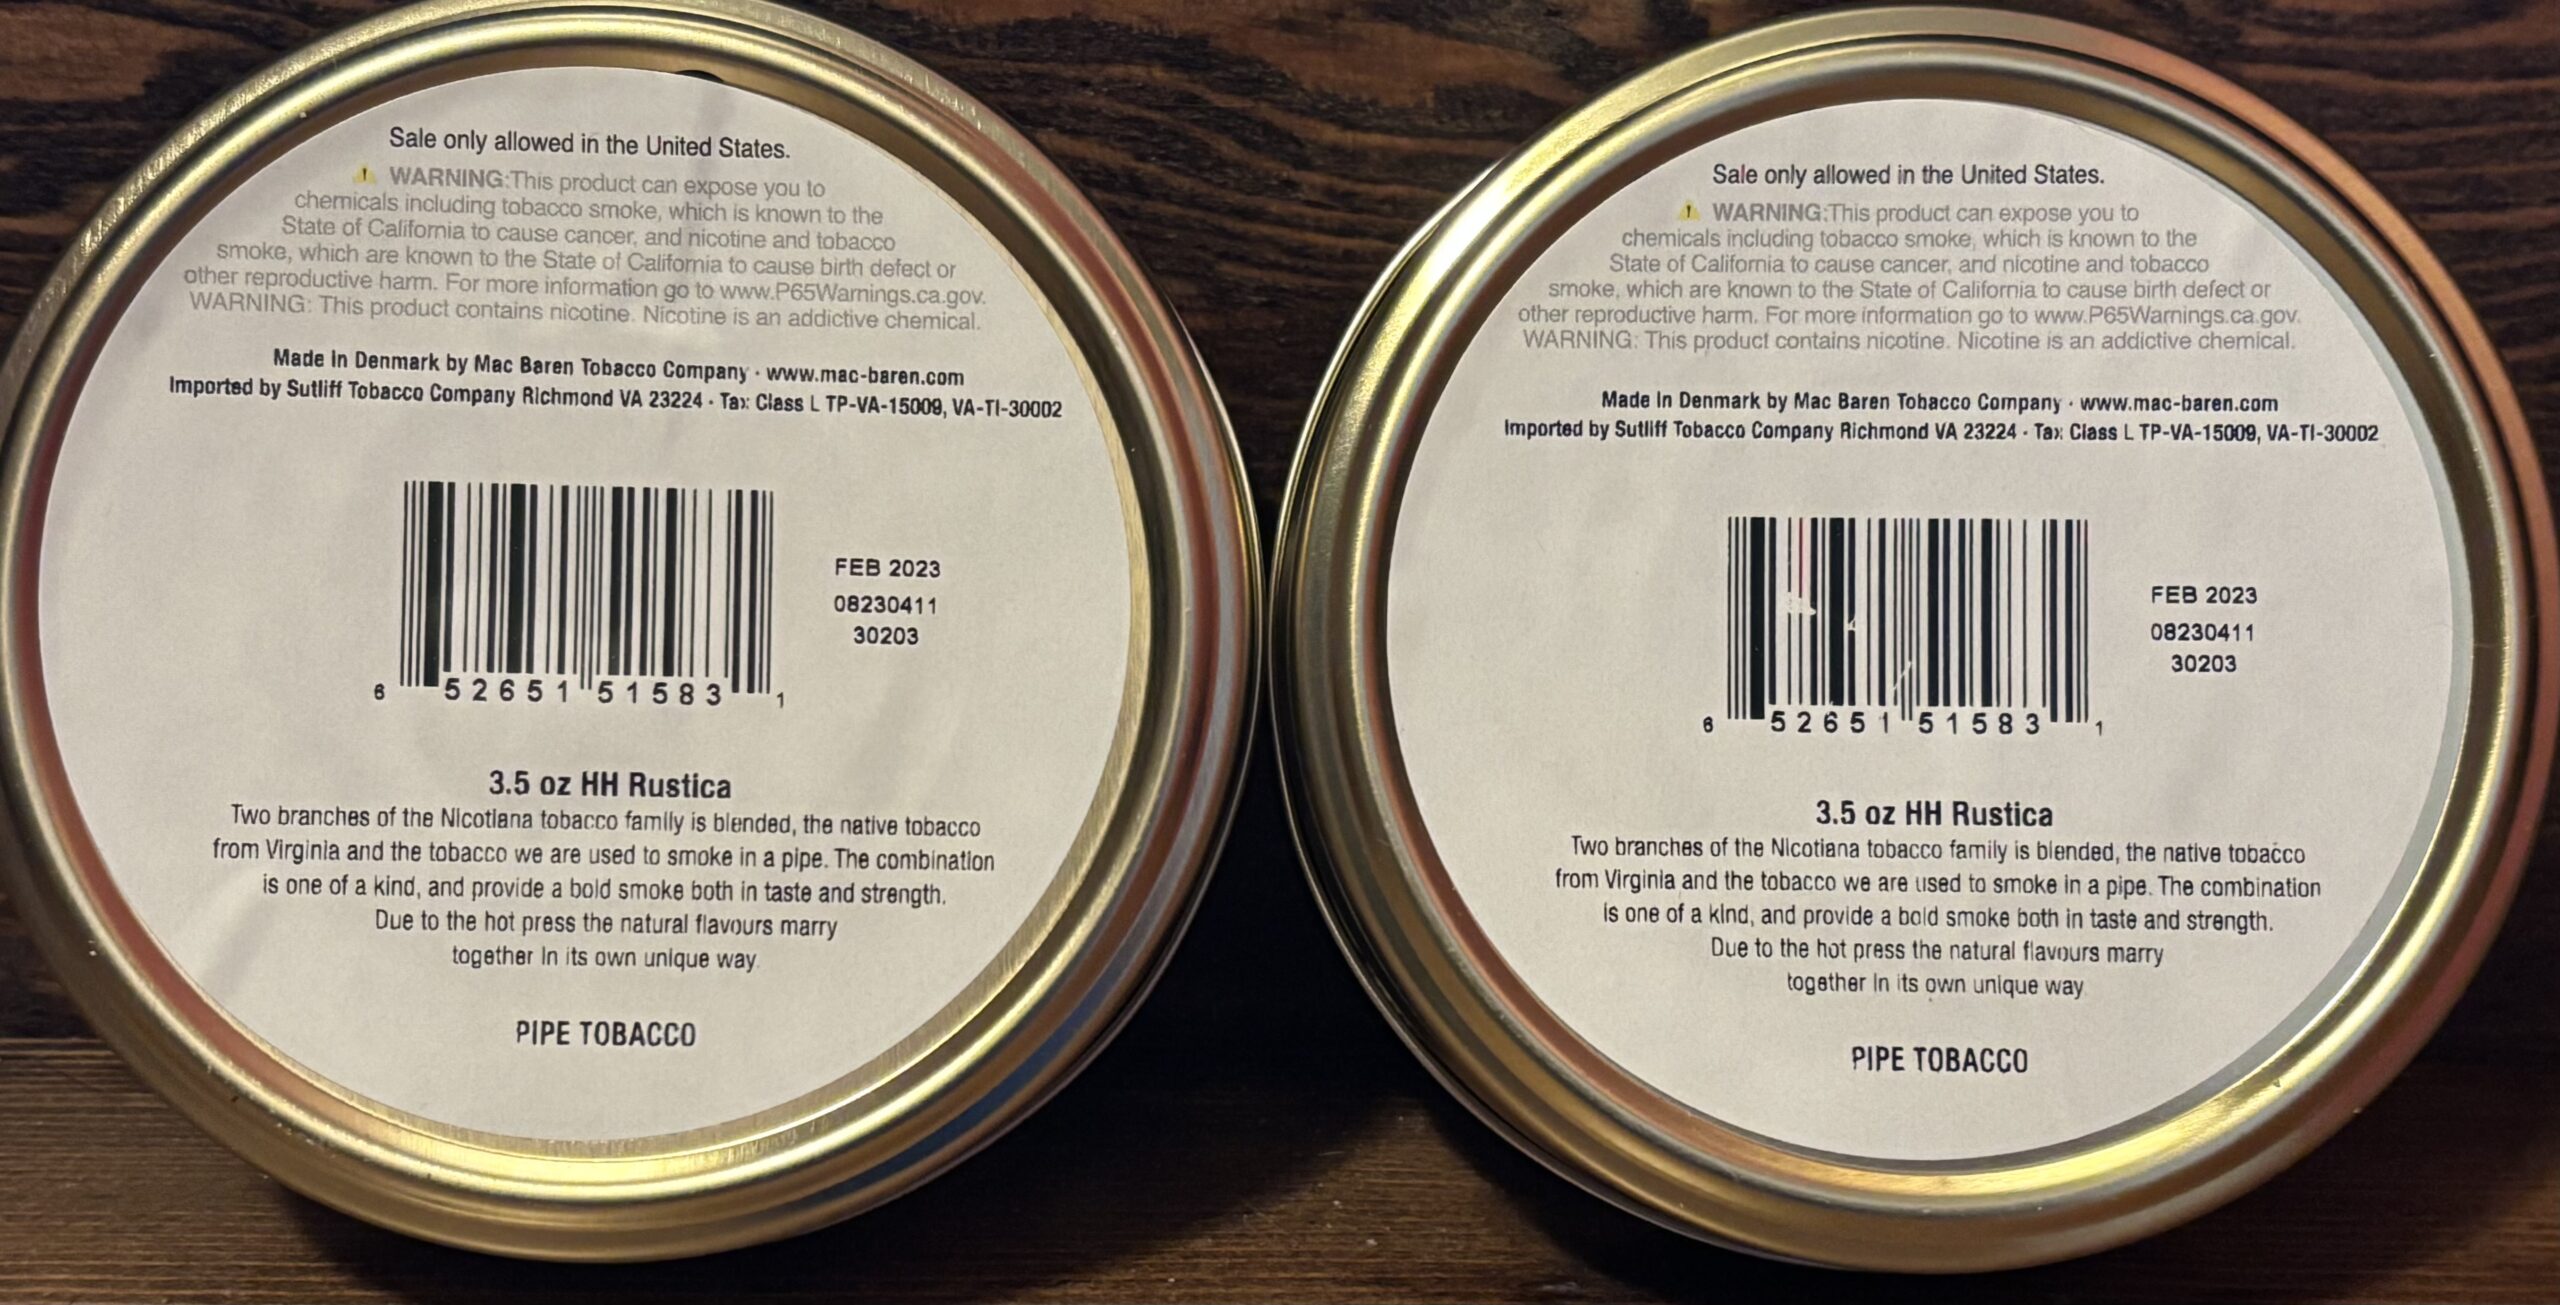 Sale only allowed in the United States.
WARNING:This product can expose you to
chemicals including tobacco smoke, which is known to the
State of California to cause cancer, and nicotine and tobacco
smoke, which are known to the State of California to cause birth defect or
other reproductive harm. For more information go to www.P65Warnings.ca.gov.
WARNING: This product contains nicotine. Nicotine is an addictive chemical.
Made in Denmark by Mac Baren Tobacco Company · www.mac-baren.com
Imported by Sutliff Tobacco Company Richmond VA 23224 · Tax Class L TP-VA-15009, VA-TI-30002
FEB 2023
08230411
30203
6 52651 51583 1
3.5 oz HH Rustica
Two branches of the Nicotiana tobacco family is blended, the native tobacco
from Virginia and the tobacco we are used to smoke in a pipe. The combination
is one of a kind, and provide a bold smoke both in taste and strength.
Due to the hot press the natural flavours marry
together in its own unique way.
PIPE TOBACCO
Sale only allowed in the United States.
WARNING:This product can expose you to
chemicals including tobacco smoke, which is known to the
State of California to cause cancer, and nicotine and tobacco
smoke, which are known to the State of California to cause birth defect or
other reproductive harm. For more information go to www.P65Warnings.ca.gov.
WARNING: This product contains nicotine. Nicotine is an addictive chemical.
Made in Denmark by Mac Baren Tobacco Company · www.mac-baren.com
Imported by Sutliff Tobacco Company Richmond VA 23224 · Tax Class L TP-VA-15009, VA-TI-30002
FEB 2023
08230411
30203
6 52651 51583 1
3.5 oz HH Rustica
Two branches of the Nicotiana tobacco family is blended, the native tobacco
from Virginia and the tobacco we are used to smoke in a pipe. The combination
is one of a kind, and provide a bold smoke both in taste and strength.
Due to the hot press the natural flavours marry
together in its own unique way
PIPE TOBACCO